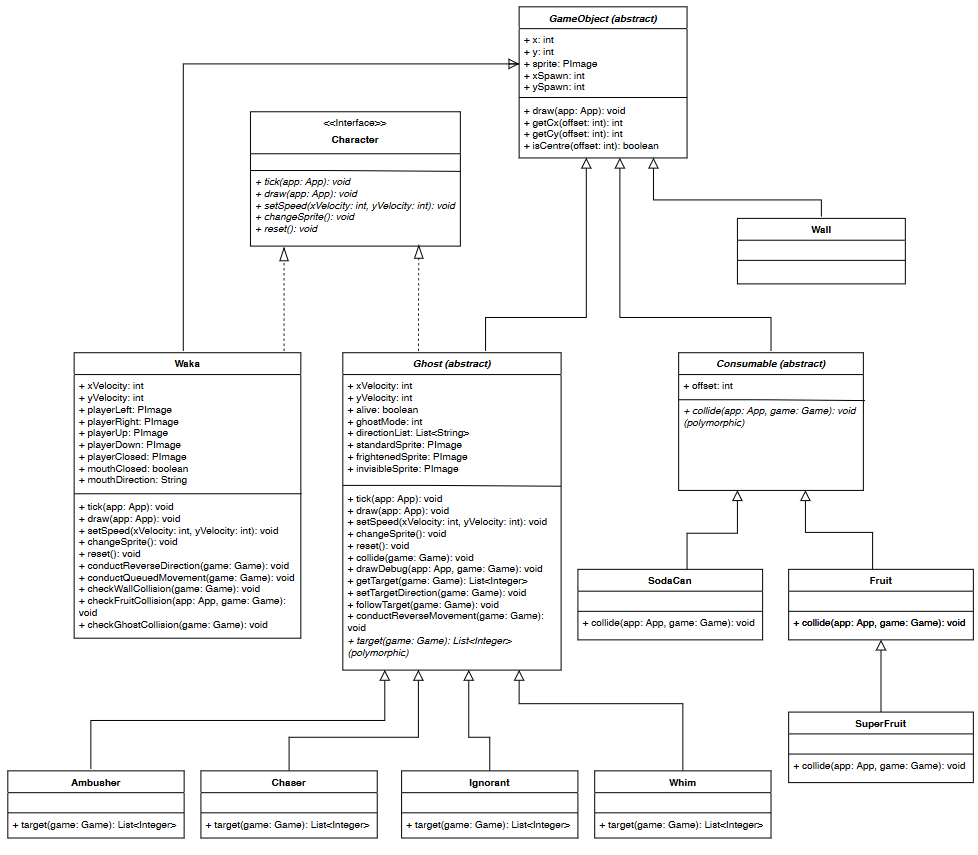 GameObject (abstract)
+ x: int
+ y: int
+ sprite: PImage
+ xSpawn: int
+ ySpawn: int
+ draw(app: App): void
+ getCx(offset: int): int
+ getCy(offset: int): int
+ isCentre(offset: int): boolean
<<Interface>>
Character
+ tick(app: App): void
+ draw(app: App): void
+ setSpeed(xVelocity: int, yVelocity: int): void
+ changeSprite(): void
+ reset(): void
Wall
Waka
+ xVelocity: int
+ yVelocity: int
+ playerLeft: PImage
+ playerRight: PImage
+ playerUp: PImage
+ playerDown: PImage
+ playerClosed: PImage
+ mouthClosed: boolean
+ mouthDirection: String
+ tick(app: App): void
+ draw(app: App): void
+ setSpeed(xVelocity: int, yVelocity: int): void
+ changeSprite(): void
+ reset(): void
+ conductReverseDirection(game: Game): void
+ conductQueuedMovement(game: Game): void
+ checkWallCollision(game: Game): void
+ checkFruitCollision(app: App, game: Game):
void
+ checkGhostCollision(game: Game): void
Ghost (abstract)
+ xVelocity: int
+ yVelocity: int
+ alive: boolean
+ ghostMode: int
+ directionList: List<String>
+ standardSprite: PImage
+ frightenedSprite: PImage
+ invisibleSprite: PImage
+ tick(app: App): void
+ draw(app: App): void
+ setSpeed(xVelocity: int, yVelocity: int): void
+ changeSprite(): void
+ reset(): void
+ collide(game: Game): void
+ drawDebug(app: App, game: Game): void
+ getTarget(game: Game): List<Integer>
+ setTargetDirection(game: Game): void
+ followTarget(game: Game): void
+ conductReverseMovement(game: Game):
void
+ target(game: Game): List<Integer>
(polymorphic)
Consumable (abstract)
+ offset: int
+ collide(app: App, game: Game): void
(polymorphic)
SodaCan
+ collide(app: App, game: Game): void
Fruit
+ collide(app: App, game: Game): void
SuperFruit
+ collide(app: App, game: Game): void
Ambusher
+ target(game: Game): List<Integer>
Chaser
+ target(game: Game): List<Integer>
Ignorant
+ target(game: Game): List<Integer>
Whim
+ target(game: Game): List<Integer>